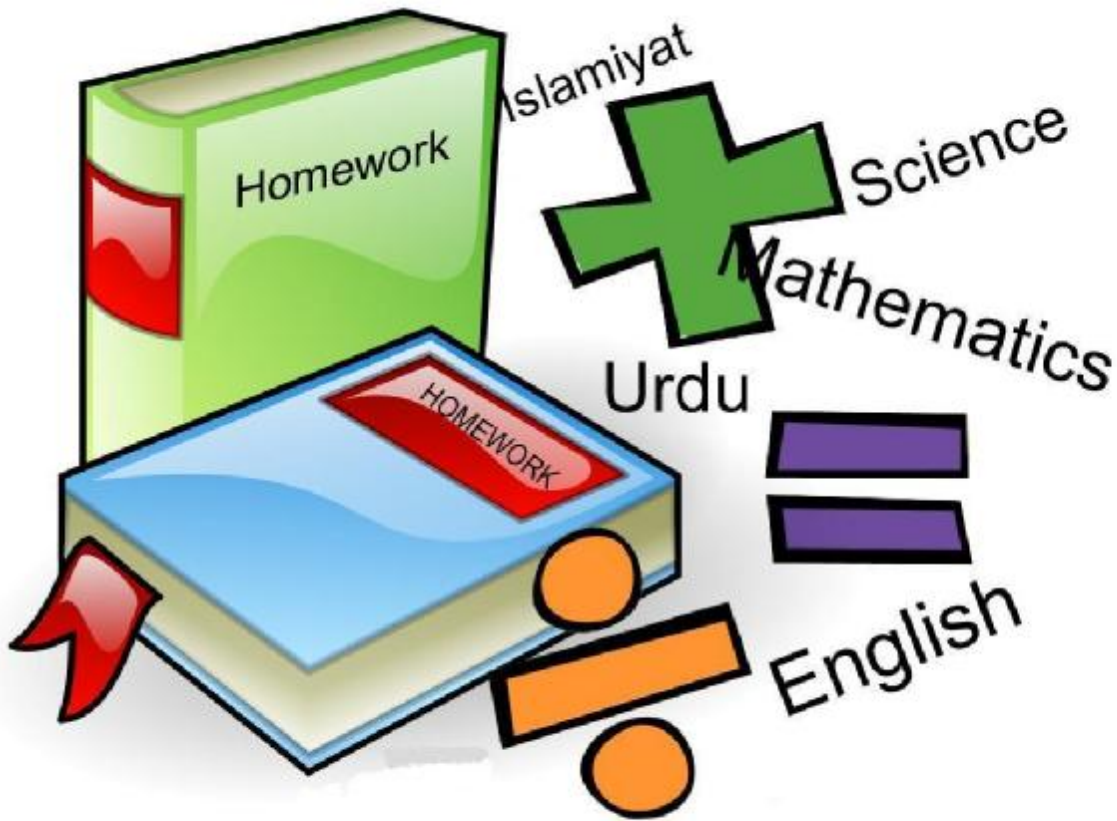 Islamiyat
Homework
Science
Mathematics
Urdu
HOMEWORK
English